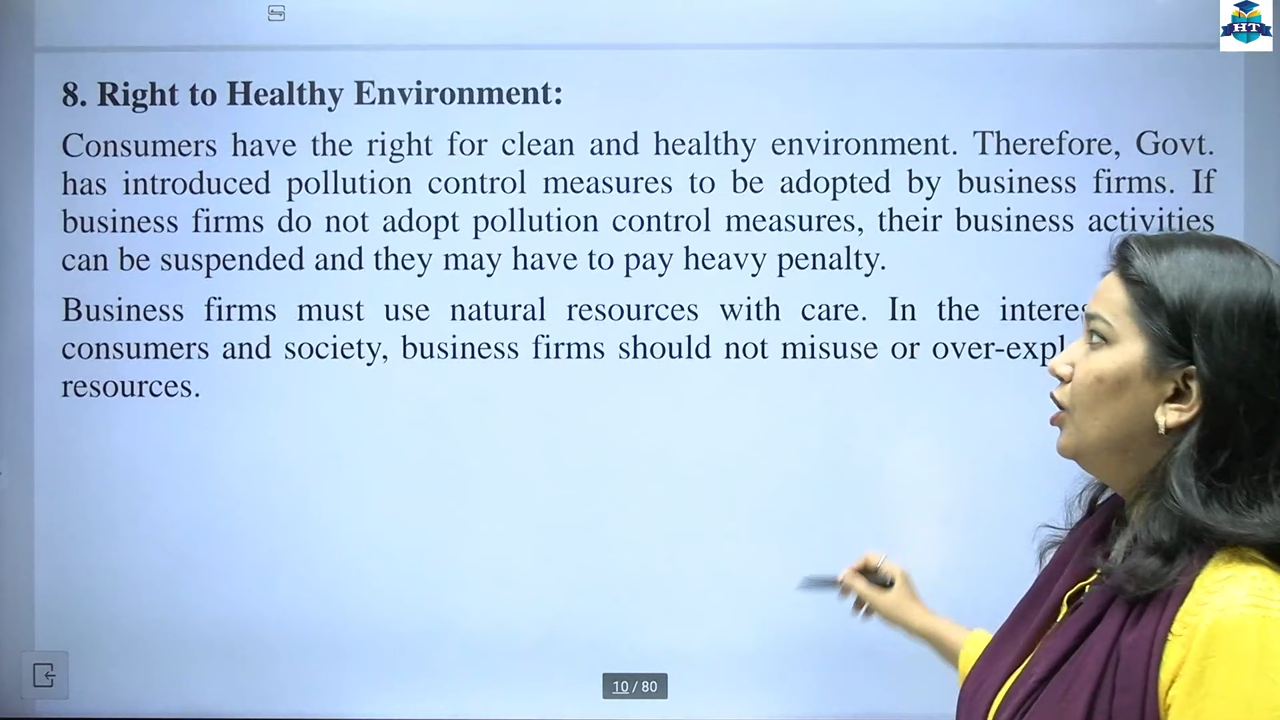 HT
8. Right to Healthy Environment:
Consumers have the right for clean and healthy environment. Therefore, Govt.
has introduced pollution control measures to be adopted by business firms. If
business firms do not adopt pollution control measures, their business activities
can be suspended and they may have to pay heavy penalty.
Business firms must use natural resources with care. In the
consumers and society, business firms should not misuse or
resources.
10 / 80